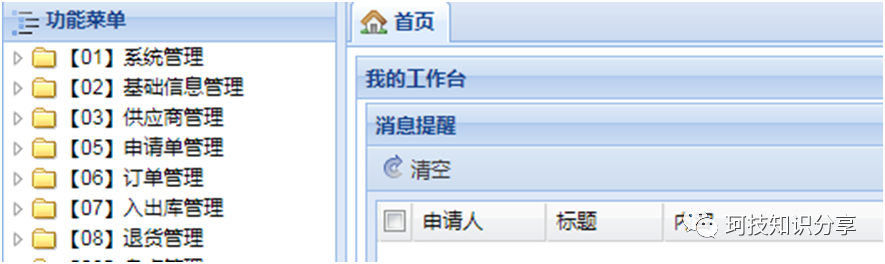 功能菜单
【01】系统管理
【02】基础信息管理
【03】供应商管理
【05】申请单管理
【06】订单管理
【07】入出库管理
【08】退货管理
首页
我的工作台
消息提醒
清空
申请人 标题
珂技知识分享